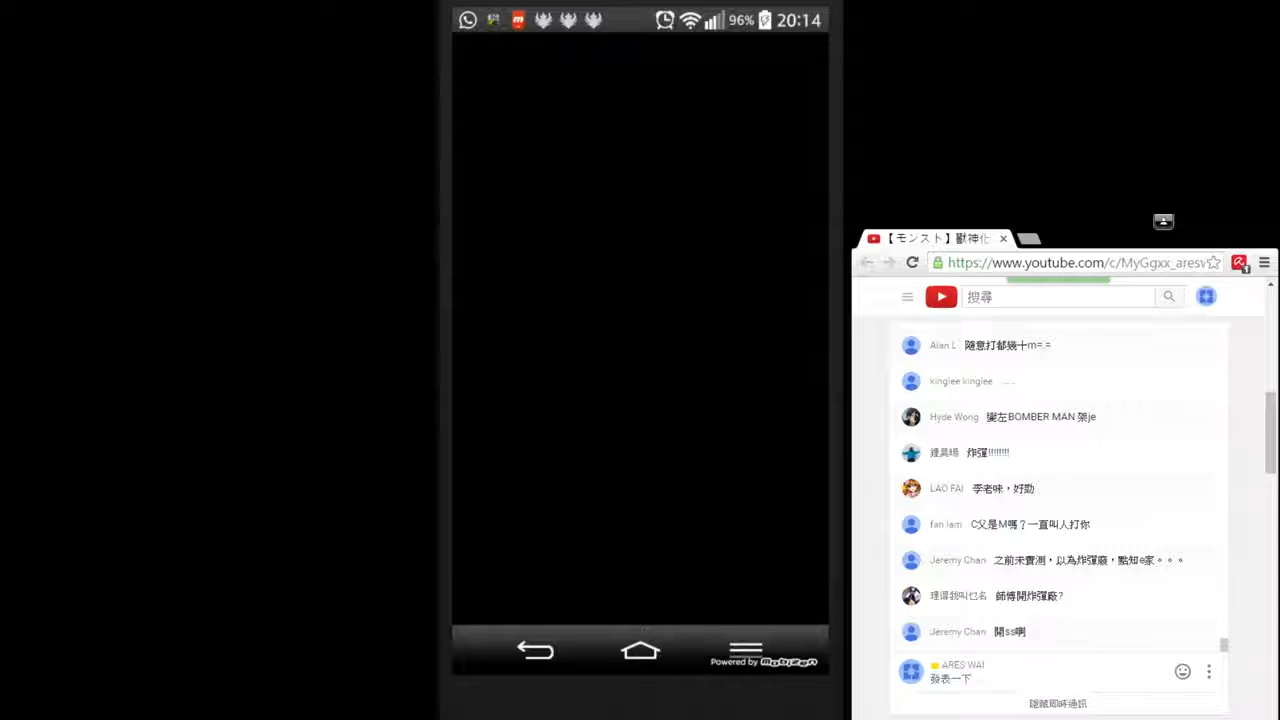 96% 20:14
Powered by Mobizen
【モンスト】獸神化
https://www.youtube.com/c/MyGgxx_aresv
搜尋
Alan L 隨意打都幾十m=.=
kinglee kinglee .....
Hyde Wong 變左BOMBER MAN 架je
炸彈!!!!!!!!
LAO FAI 李老味，好勁
fan lam C父是M嗎？一直叫人打你
Jeremy Chan 之前未實測，以為炸彈廢，點知e家。。。
理得我叫乜名 師傅開炸彈廠?
Jeremy Chan 開ss啊
ARES WAI
發表一下...
隱藏即時通訊